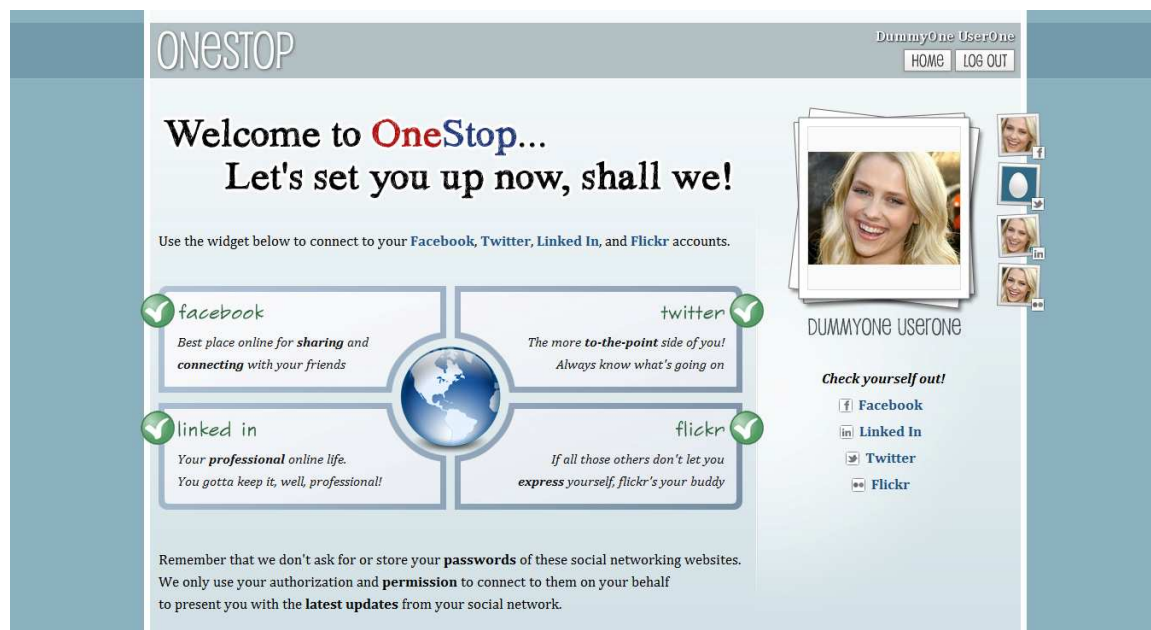 ONESTOP
DummyOne UserOne
HOME LOG OUT
Welcome to OneStop...
Let's set you up now, shall we!
Use the widget below to connect to your Facebook, Twitter, Linked In, and Flickr accounts.
facebook
Best place online for sharing and
connecting with your friends
twitter
The more to-the-point side of you!
Always know what's going on
linked in
Your professional online life.
You gotta keep it, well, professional!
flickr
If all those others don't let you
express yourself, flickr's your buddy
Remember that we don't ask for or store your passwords of these social networking websites.
We only use your authorization and permission to connect to them on your behalf
to present you with the latest updates from your social network.
f
in
DUMMYONE USERONE
Check yourself out!
f Facebook
in Linked In
Twitter
Flickr